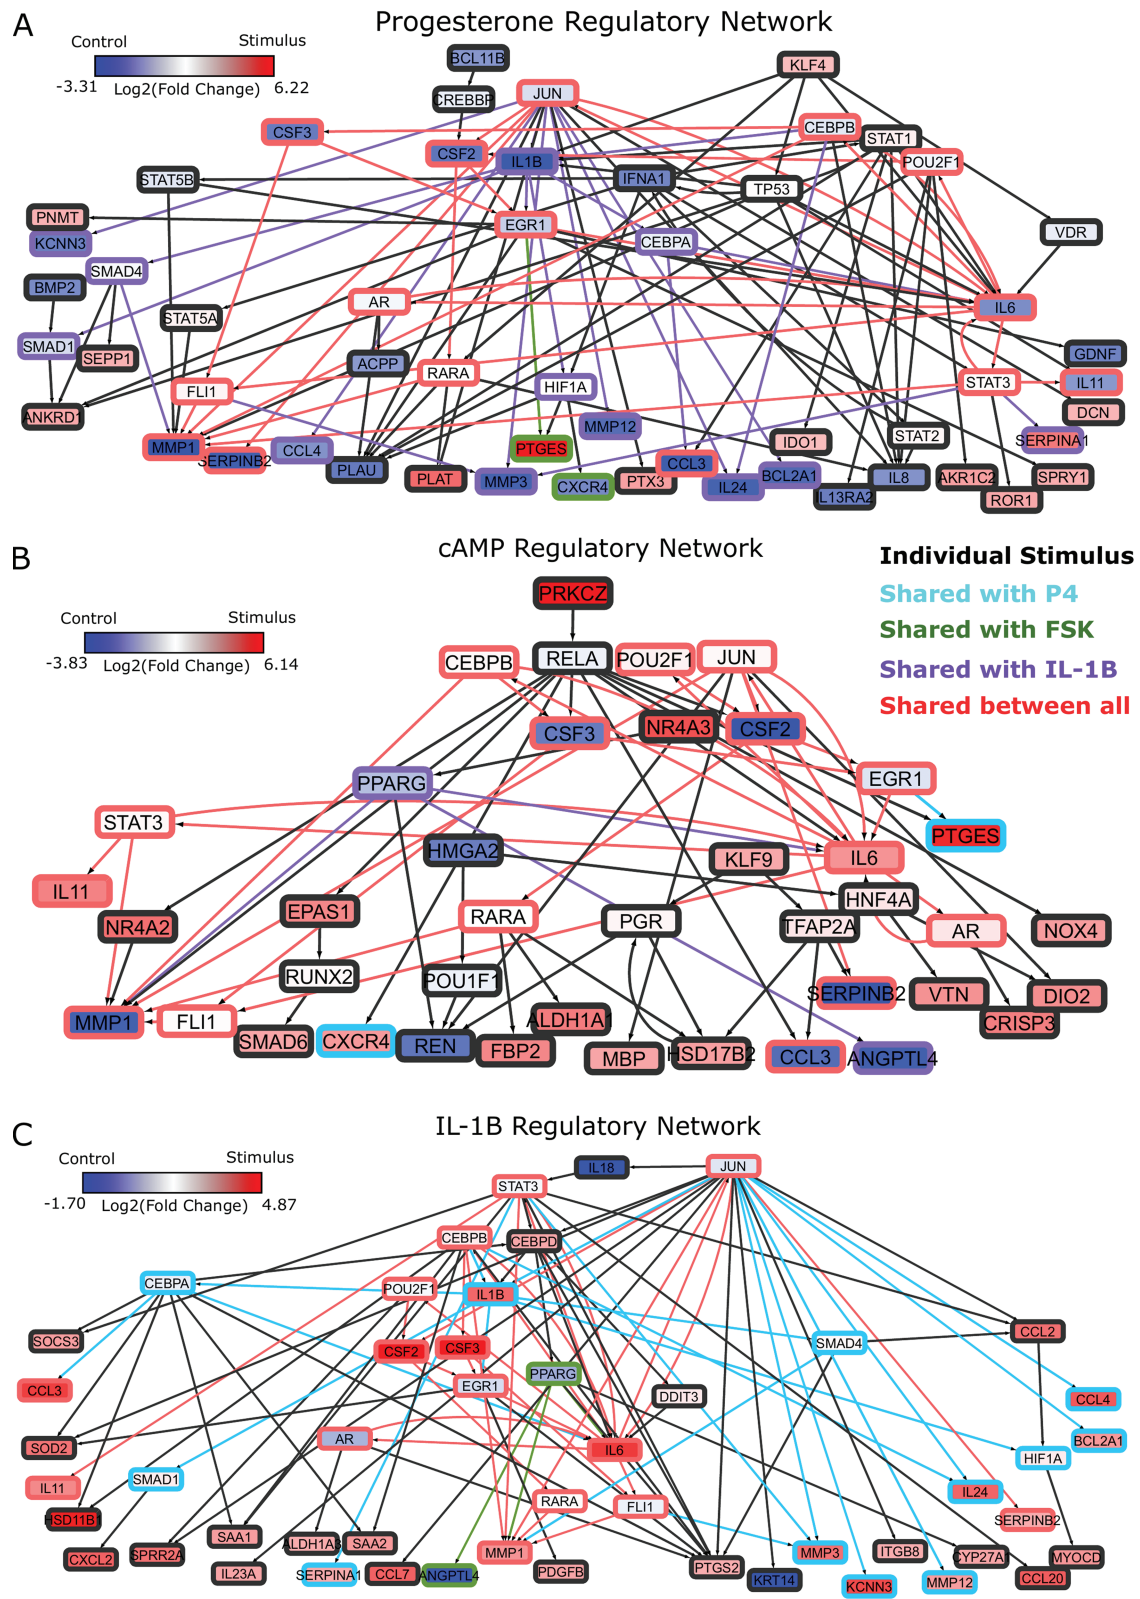 A
Progesterone Regulatory Network
Control Stimulus
-3.31 Log2(Fold Change) 6.22
BCL11B
KLF4
CREBBP
JUN
CSF3
CEBPB
STAT1
CSF2
IL1B
POU2F1
STAT5B
IFNA1
TP53
PNMT
KCNN3
EGR1
CEBPA
VDR
SMAD4
BMP2
AR
IL6
STAT5A
SMAD1
SEPP1
ACPP
RARA
HIF1A
GDNF
STAT3
IL11
FLI1
ANKRD1
DCN
MMP12
MMP1
SERPINB2
CCL4
PLAU
PTGES
IDO1
STAT2
SERPINA1
PLAT
MMP3
CXCR4
PTX3
CCL3
IL24
BCL2A1
IL13RA2
IL8
AKR1C2
ROR1
SPRY1
B
cAMP Regulatory Network
Individual Stimulus
Shared with P4
Shared with FSK
Shared with IL-1B
Shared between all
Control Stimulus
-3.83 Log2(Fold Change) 6.14
PRKCZ
CEBPB
RELA
POU2F1
JUN
CSF3
NR4A3
CSF2
PPARG
EGR1
STAT3
PTGES
HMGA2
KLF9
IL6
IL11
NR4A2
EPAS1
RARA
PGR
HNF4A
TFAP2A
AR
NOX4
RUNX2
POU1F1
SERPINB2
VTN
DIO2
MMP1
FLI1
SMAD6
CXCR4
REN
FBP2
ALDH1A1
MBP
HSD17B2
CCL3
ANGPTL4
CRISP3
C
IL-1B Regulatory Network
Control Stimulus
-1.70 Log2(Fold Change) 4.87
IL18
JUN
STAT3
CEBPB
CEBPD
CEBPA
POU2F1
IL1B
SOCS3
CSF2
CSF3
SMAD4
CCL2
CCL3
EGR1
PPARG
DDIT3
CCL4
SOD2
AR
IL6
BCL2A1
IL11
SMAD1
HIF1A
HSD11B1
RARA
FLI1
IL24
SERPINB2
CXCL2
SPRR2A
SAA1
IL23A
ALDH1A3
SERPINA1
SAA2
CCL7
ANGPTL4
MMP1
PDGFB
PTGS2
KRT14
MMP3
KCNN3
ITGB8
MMP12
CYP27A1
CCL20
MYOCD